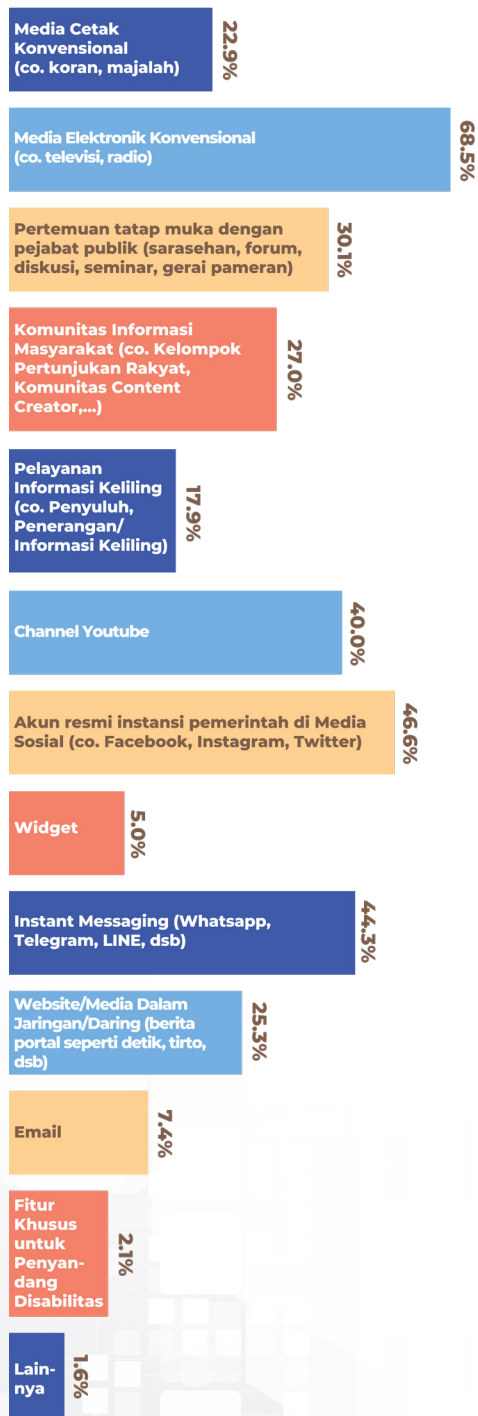 Media Cetak
Konvensional
(co. koran, majalah)
22.9%
Media Elektronik Konvensional
(co. televisi, radio)
68.5%
Pertemuan tatap muka dengan
pejabat publik (sarasehan, forum,
diskusi, seminar, gerai pameran)
30.1%
Komunitas Informasi
Masyarakat (co. Kelompok
Pertunjukan Rakyat,
Komunitas Content
Creator,...)
27.0%
Pelayanan
Informasi Keliling
(co. Penyuluh,
Penerangan/
Informasi Keliling)
17.9%
Channel Youtube
40.0%
Akun resmi instansi pemerintah di Media
Sosial (co. Facebook, Instagram, Twitter)
46.6%
Widget
5.0%
Instant Messaging (Whatsapp,
Telegram, LINE, dsb)
44.3%
Website/Media Dalam
Jaringan/Daring (berita
portal seperti detik, tirto,
dsb)
25.3%
Email
7.4%
Fitur
Khusus
untuk
Penyan-
dang
Disabilitas
2.1%
Lain-
nya
1.6%